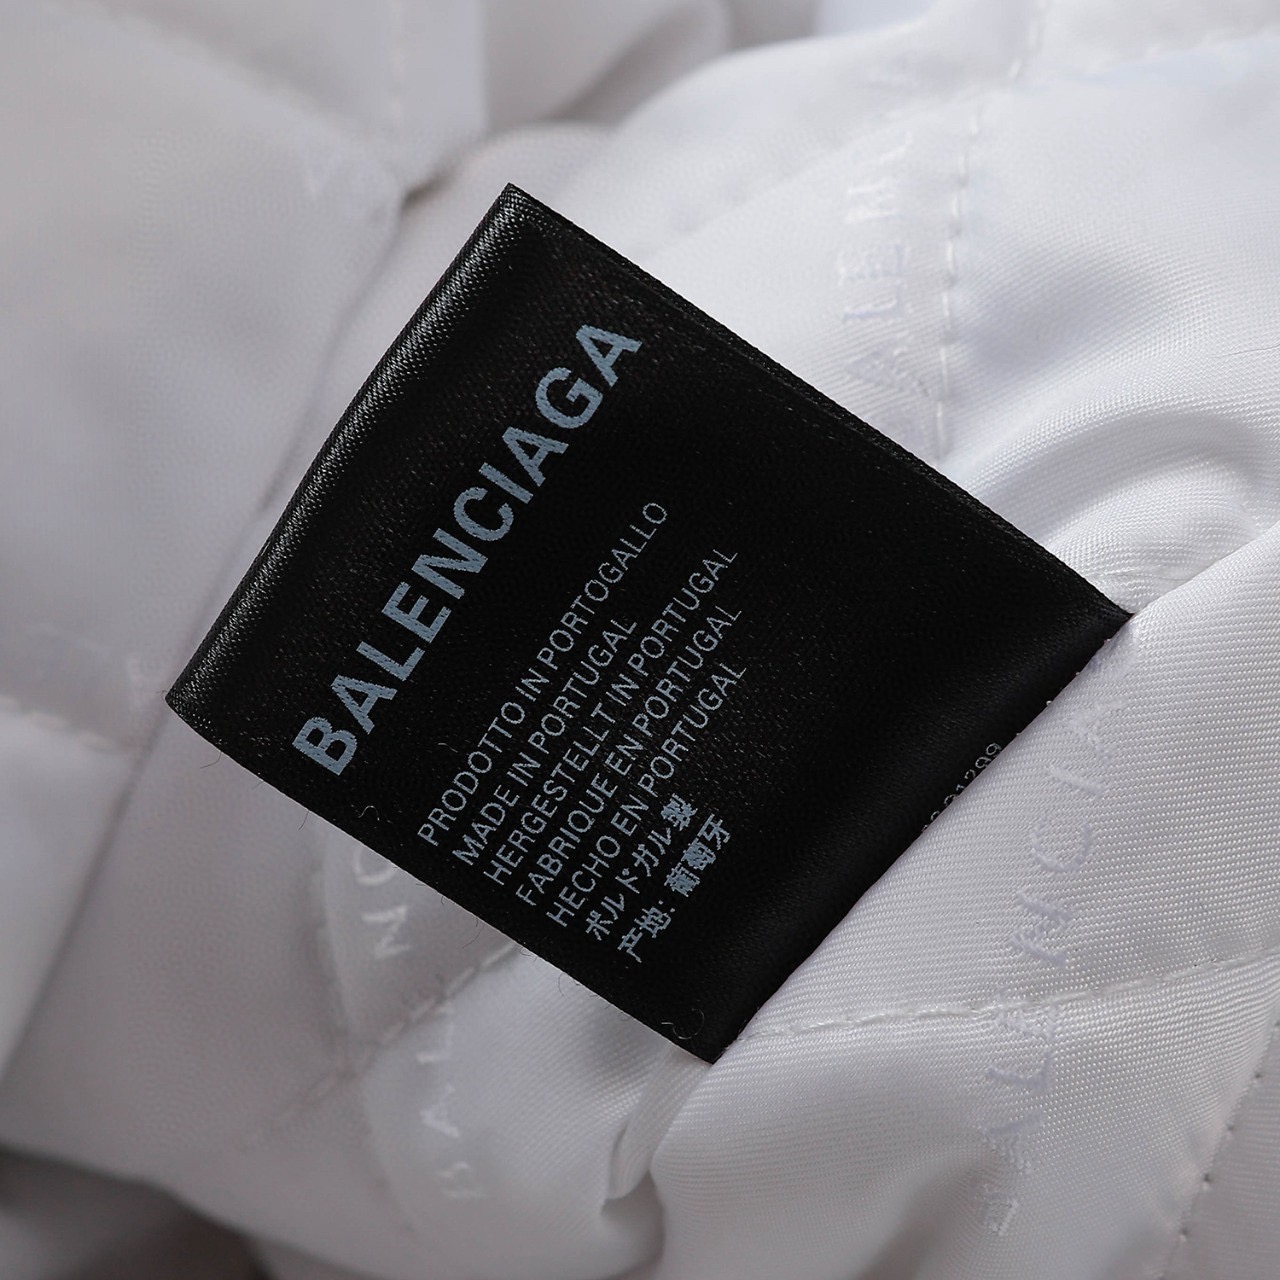 BALENCIAGA
PRODOTTO IN PORTOGALLO
MADE IN PORTUGAL
HERGESTELLT IN PORTUGAL
FABRIQUE EN PORTUGAL
HECHO EN PORTUGAL
ポルドガル製
产地: 葡萄牙